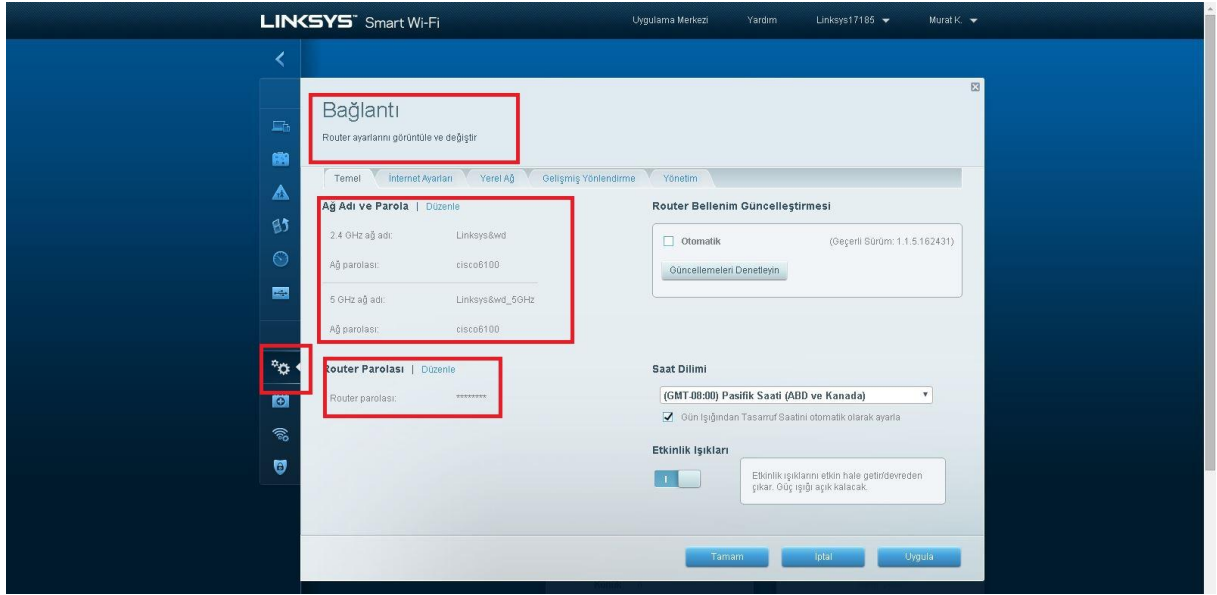 LINKSYS™ Smart Wi-Fi
Uygulama Merkezi
Yardım
Linksys17185
Murat K.
Bağlantı
Router ayarlarını görüntüle ve değiştir
Temel
İnternet Ayarları
Yerel Ağ
Gelişmiş Yönlendirme
Yönetim
Ağ Adı ve Parola | Düzenle
2.4 GHz ağ adı: Linksys&wd
Ağ parolası: cisco6100
5 GHz ağ adı: Linksys&wd_5GHz
Ağ parolası: cisco6100
Router Parolası | Düzenle
Router parolası: ********
Router Bellenim Güncelleştirmesi
Otomatik (Geçerli Sürüm: 1.1.5.162431)
Güncellemeleri Denetleyin
Saat Dilimi
(GMT-08:00) Pasifik Saati (ABD ve Kanada)
Gün Işığından Tasarruf Saatini otomatik olarak ayarla
Etkinlik Işıkları
I
Etkinlik ışıklarını etkin hale getir/devreden
çıkar. Güç ışığı açık kalacak.
Tamam
İptal
Uygula